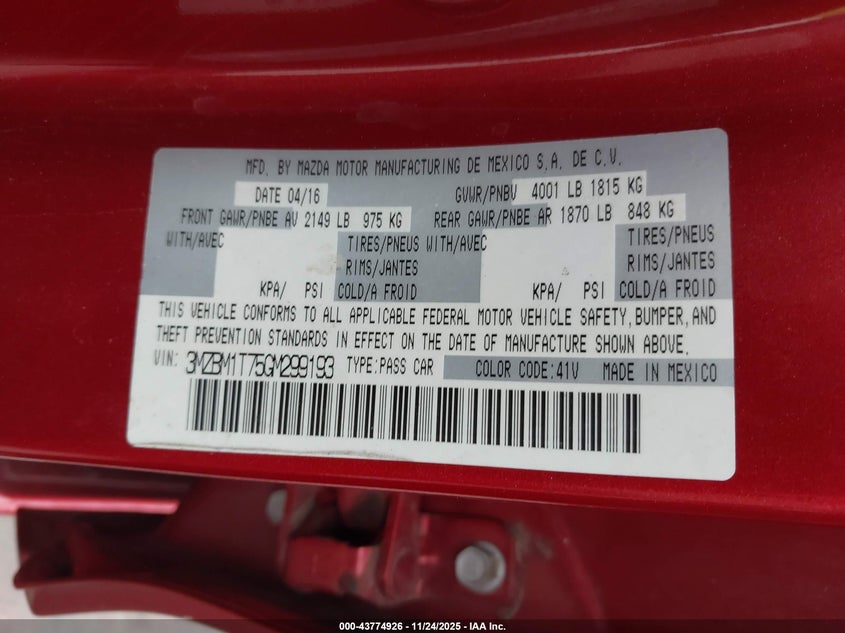 MFD. BY MAZDA MOTOR MANUFACTURING DE MEXICO S.A. DE C.V.
DATE 04/16 GVWR/PNBV 4001 LB 1815 KG
FRONT GAWR/PNBE AV 2149 LB 975 KG REAR GAWR/PNBE AR 1870 LB 848 KG
WITH/AVEC TIRES/PNEUS WITH/AVEC TIRES/PNEUS
RIMS/JANTES RIMS/JANTES
KPA/ PSI COLD/A FROID KPA/ PSI COLD/A FROID
THIS VEHICLE CONFORMS TO ALL APPLICABLE FEDERAL MOTOR VEHICLE SAFETY, BUMPER, AND
THEFT PREVENTION STANDARDS IN EFFECT ON THE DATE OF MANUFACTURE SHOWN ABOVE.
VIN: 3MZBM1T75GM299193 TYPE:PASS CAR COLOR CODE:41V MADE IN MEXICO
000-43774926 - 11/24/2025 - IAA Inc.